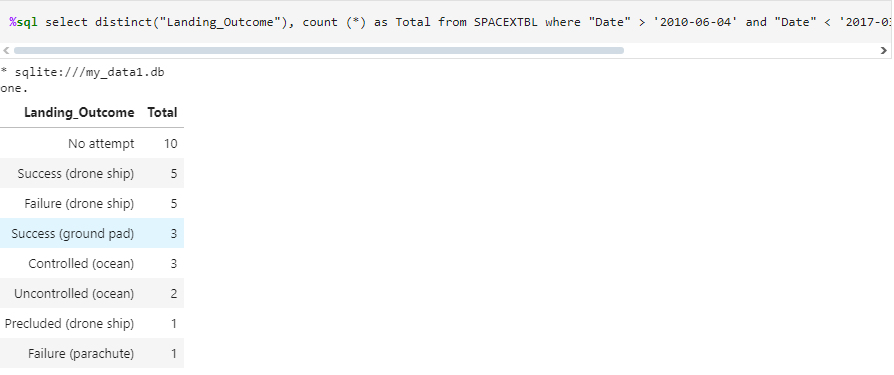 %sql select distinct("Landing_Outcome"), count (*) as Total from SPACEXTBL where "Date" > '2010-06-04' and "Date" < '2017-03
* sqlite:///my_data1.db
one.
Landing_Outcome Total
No attempt 10
Success (drone ship) 5
Failure (drone ship) 5
Success (ground pad) 3
Controlled (ocean) 3
Uncontrolled (ocean) 2
Precluded (drone ship) 1
Failure (parachute) 1